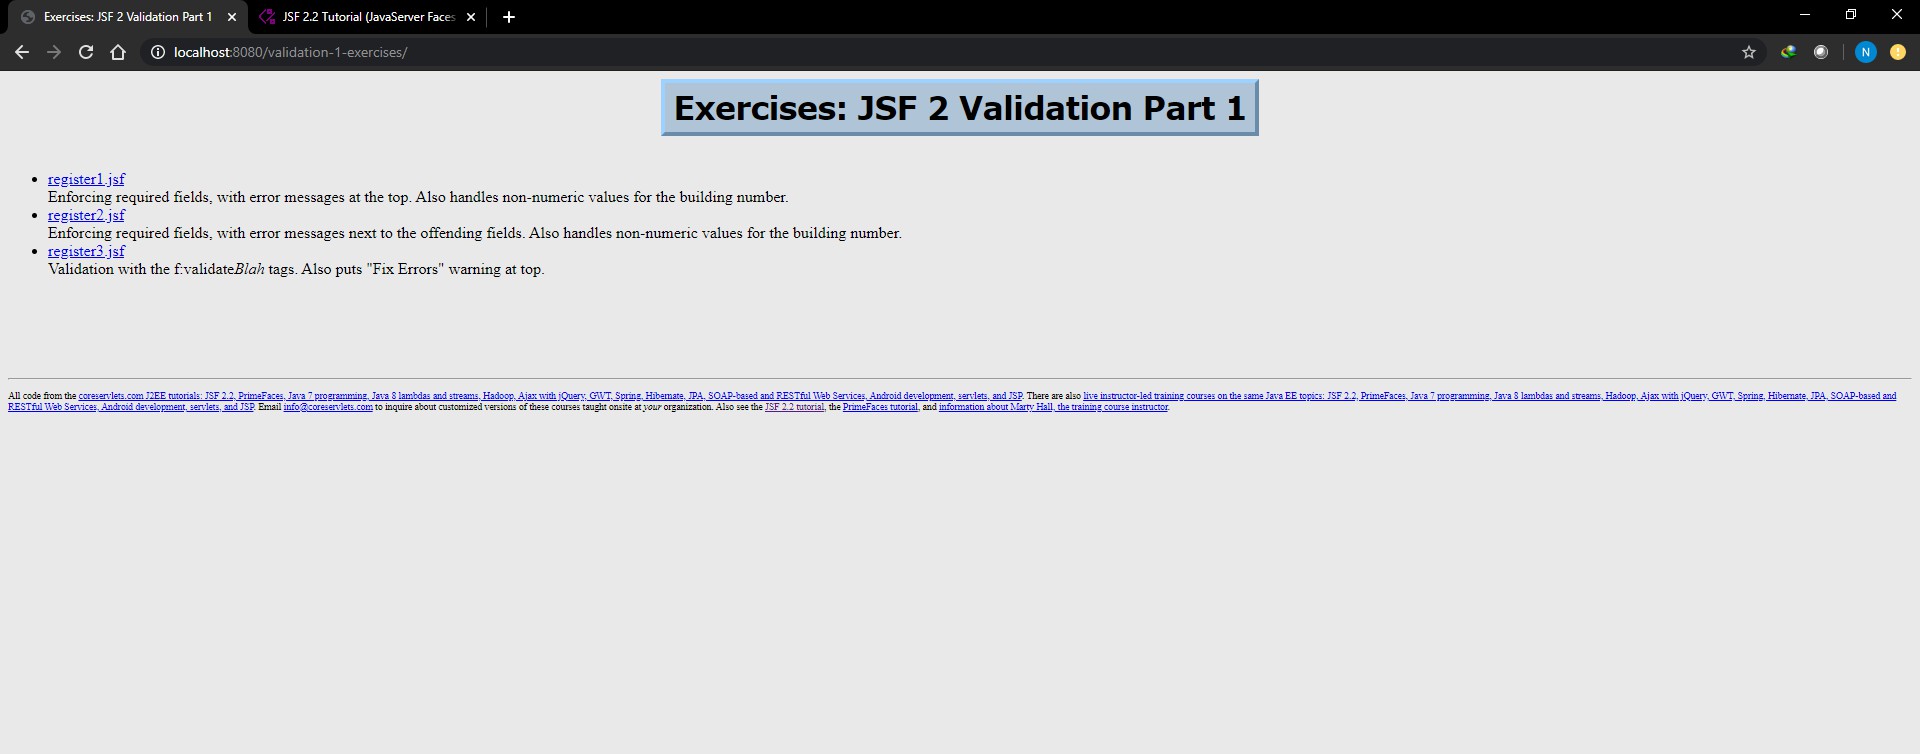 Exercises: JSF 2 Validation Part 1
JSF 2.2 Tutorial (JavaServer Faces
localhost:8080/validation-1-exercises/
N
Exercises: JSF 2 Validation Part 1
register1.jsf
Enforcing required fields, with error messages at the top. Also handles non-numeric values for the building number.
register2.jsf
Enforcing required fields, with error messages next to the offending fields. Also handles non-numeric values for the building number.
register3.jsf
Validation with the f:validateBlah tags. Also puts "Fix Errors" warning at top.
All code from the coreservlets.com J2EE tutorials: JSF 2.2, PrimeFaces, Java 7 programming, Java 8 lambdas and streams, Hadoop, Ajax with jQuery, GWT, Spring, Hibernate, JPA, SOAP-based and RESTful Web Services, Android development, servlets, and JSP. There are also live instructor-led training courses on the same Java EE topics: JSF 2.2, PrimeFaces, Java 7 programming, Java 8 lambdas and streams, Hadoop, Ajax with jQuery, GWT, Spring, Hibernate, JPA, SOAP-based and
RESTful Web Services, Android development, servlets, and JSP. Email info@coreservlets.com to inquire about customized versions of these courses taught onsite at your organization. Also see the JSF 2.2 tutorial, the PrimeFaces tutorial, and information about Marty Hall, the training course instructor.